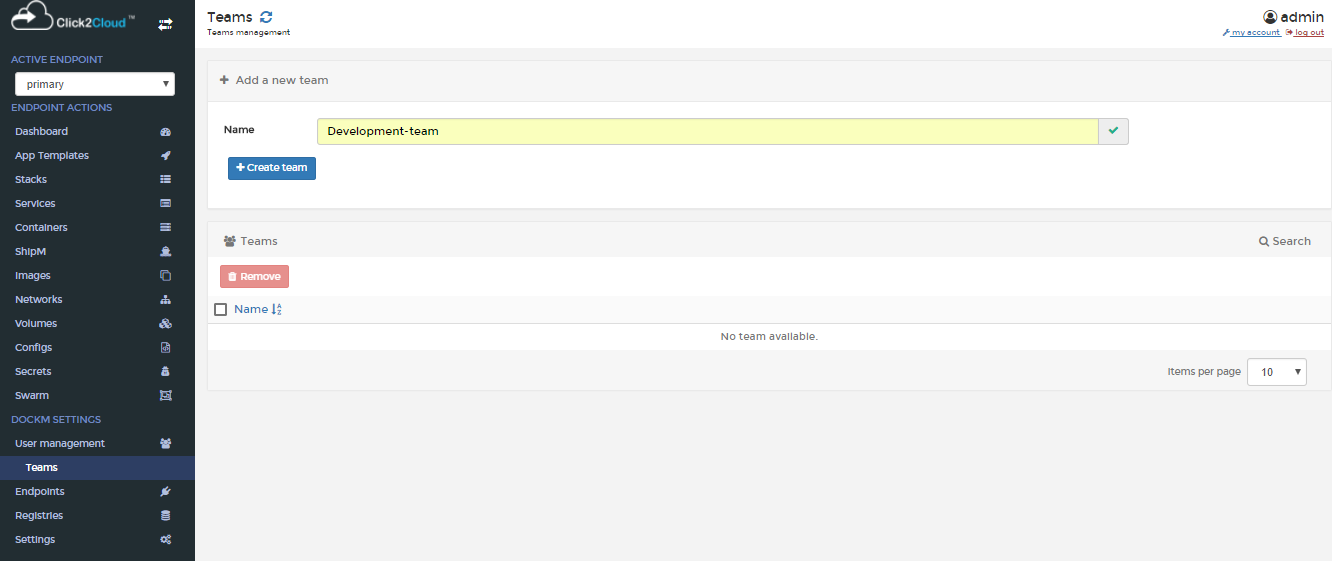 Click2Cloud™
ACTIVE ENDPOINT
primary
ENDPOINT ACTIONS
Dashboard
App Templates
Stacks
Services
Containers
ShipM
Images
Networks
Volumes
Configs
Secrets
Swarm
DOCKM SETTINGS
User management
Teams
Endpoints
Registries
Settings
Teams
Teams management
admin
my account log out
Add a new team
Name Development-team
Create team
Teams Search
Remove
Name
No team available.
Items per page 10